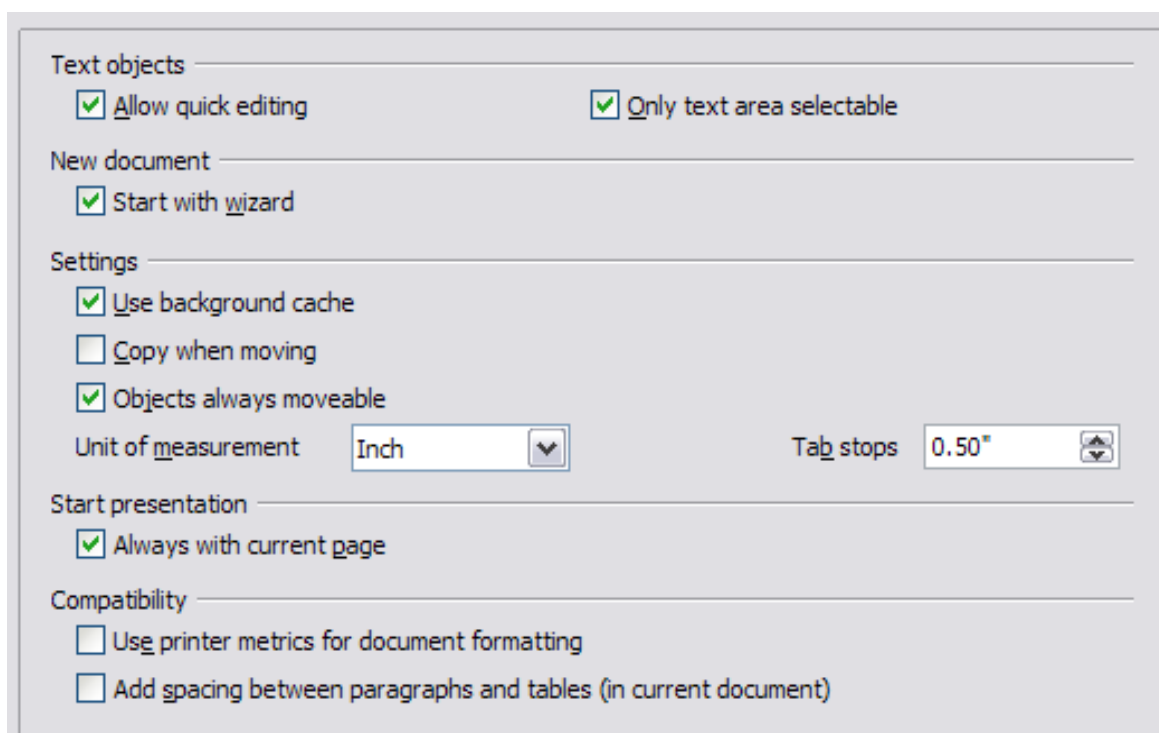 Text objects
Allow quick editing Only text area selectable
New document
Start with wizard
Settings
Use background cache
Copy when moving
Objects always moveable
Unit of measurement Inch Tab stops 0.50"
Start presentation
Always with current page
Compatibility
Use printer metrics for document formatting
Add spacing between paragraphs and tables (in current document)